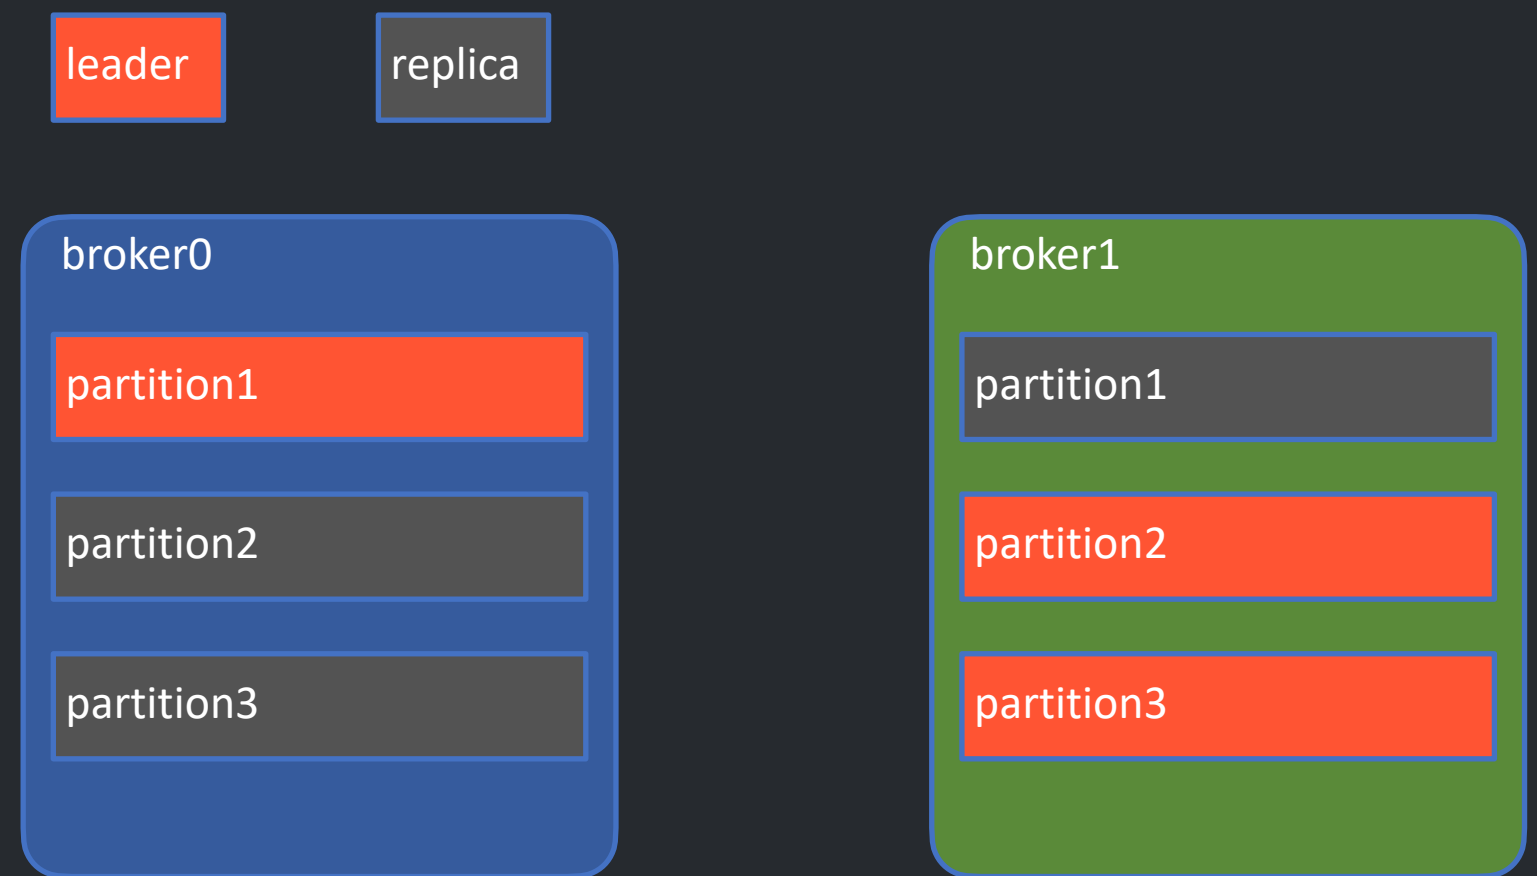 leader
replica
broker0
partition1
partition2
partition3
broker1
partition1
partition2
partition3